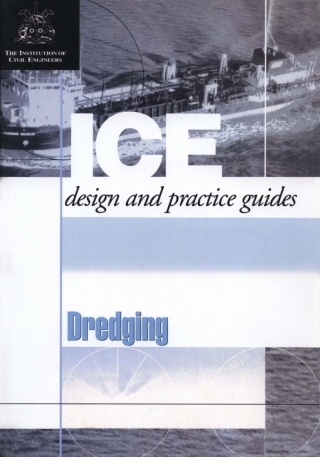 THE INSTITUTION OF
CIVIL ENGINEERS
ICE
design and practice guides
Dredging